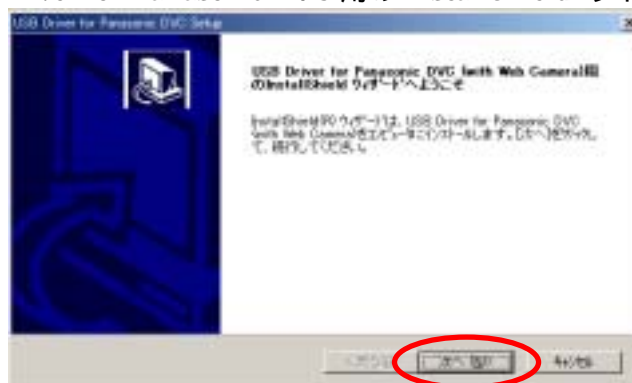 USB Driver for Panasonic DVC Setup
USB Driver for Panasonic DVC (with Web Camera)用
のInstallShield ウィザードへようこそ
InstallShield(R) ウィザードは、USB Driver for Panasonic DVC
(with Web Camera)をコンピュータにインストールします。「次へ」をクリックし
て、続行してください。
次へ(N) >
キャンセル